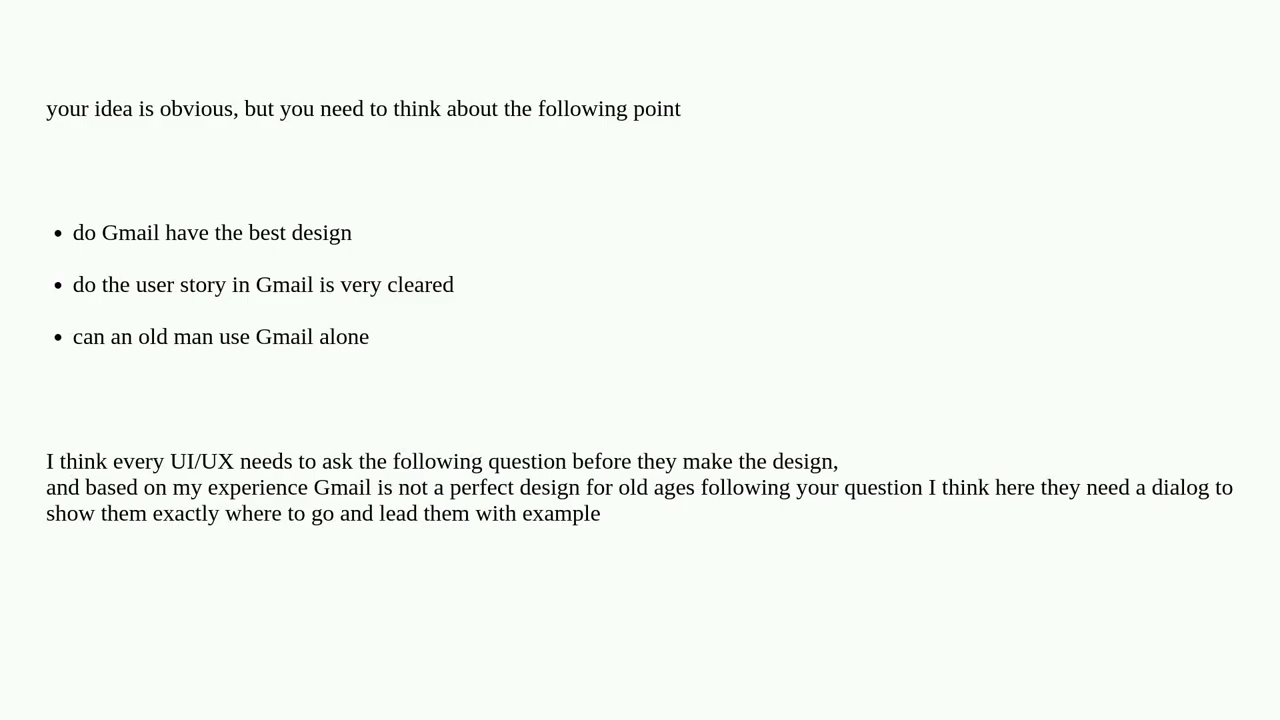 your idea is obvious, but you need to think about the following point
• do Gmail have the best design
• do the user story in Gmail is very cleared
• can an old man use Gmail alone
I think every UI/UX needs to ask the following question before they make the design,
and based on my experience Gmail is not a perfect design for old ages following your question I think here they need a dialog to
show them exactly where to go and lead them with example